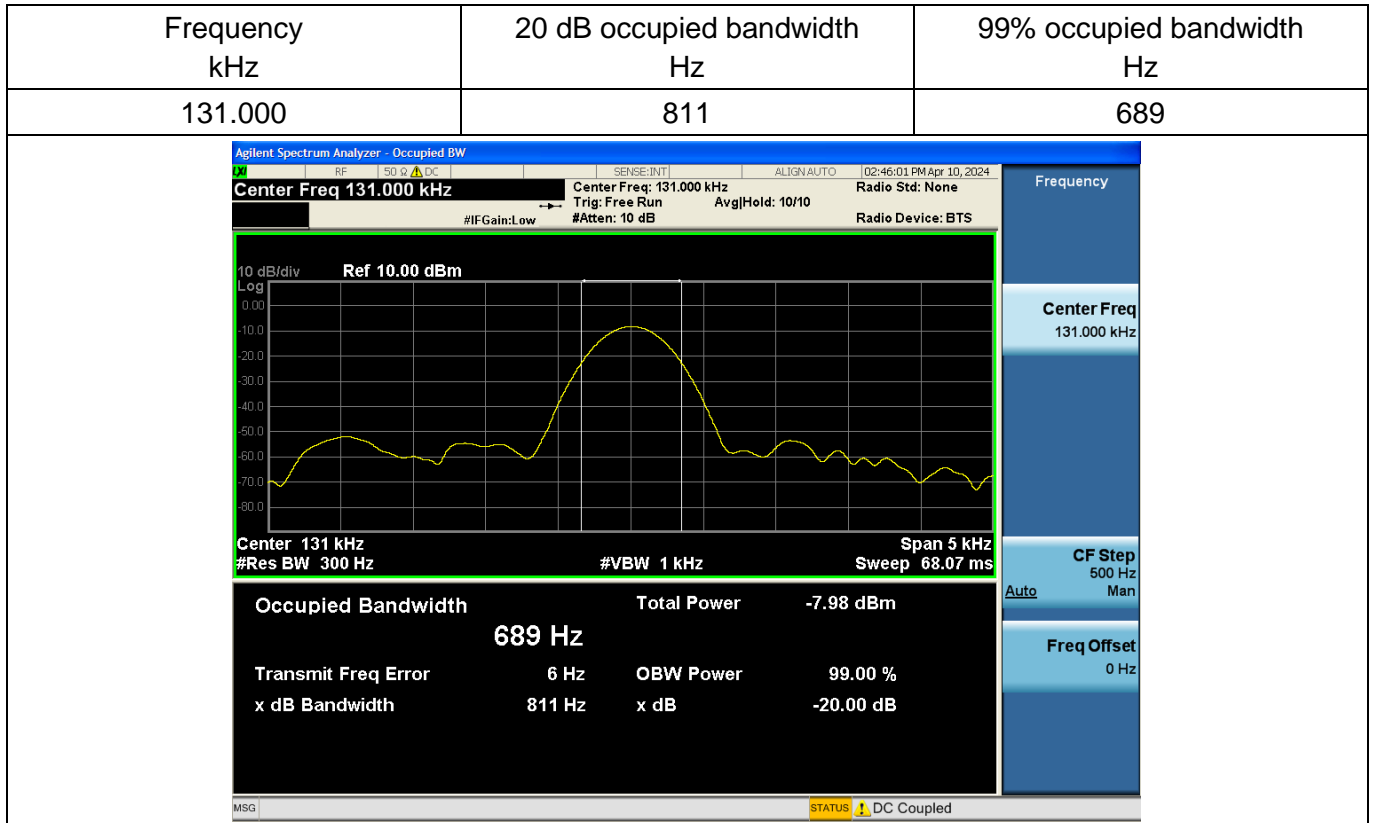 Frequency kHz 20 dB occupied bandwidth Hz 99% occupied bandwidth Hz
131.000 811 689
Agilent Spectrum Analyzer - Occupied BW
LXI RF 50 Ω DC SENSE:INT ALIGN AUTO 02:46:01 PM Apr 10, 2024
Center Freq 131.000 kHz
Center Freq: 131.000 kHz Radio Std: None
Trig: Free Run Avg|Hold: 10/10
#IFGain:Low #Atten: 10 dB Radio Device: BTS
10 dB/div Ref 10.00 dBm
Log
0.00
-10.0
-20.0
-30.0
-40.0
-50.0
-60.0
-70.0
-80.0
Center 131 kHz Span 5 kHz
#Res BW 300 Hz #VBW 1 kHz Sweep 68.07 ms
Occupied Bandwidth Total Power -7.98 dBm
689 Hz
Transmit Freq Error 6 Hz OBW Power 99.00 %
x dB Bandwidth 811 Hz x dB -20.00 dB
Frequency
Center Freq
131.000 kHz
CF Step
500 Hz
Auto Man
Freq Offset
0 Hz
MSG STATUS DC Coupled